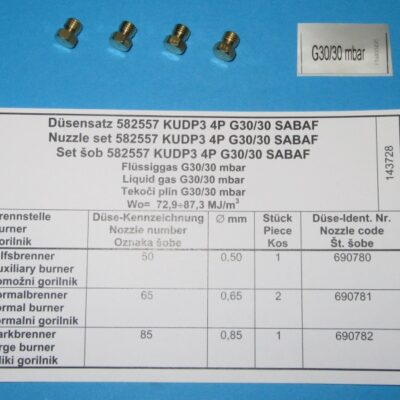 G30/30 mbar
Düsensatz 582557 KUDP3 4P G30/30 SABAF
Nuzzle set 582557 KUDP3 4P G30/30 SABAF
Set šob 582557 KUDP3 4P G30/30 SABAF
Flüssiggas G30/30 mbar
Liquid gas G30/30 mbar
Tekoči plin G30/30 mbar
Wo= 72,9÷87,3 MJ/m³
143728
rennstelle Düse-Kennzeichnung Ø mm Stück Düse-Ident. Nr.
urner Nozzle number Piece Nozzle code
orilnik Oznaka šobe Kos Št. šobe
lfsbrenner 50 0,50 1 690780
uxiliary burner
omožni gorilnik
ormalbrenner 65 0,65 2 690781
ormal burner
ormalni gorilnik
arkbrenner 85 0,85 1 690782
rge burner
liki gorilnik